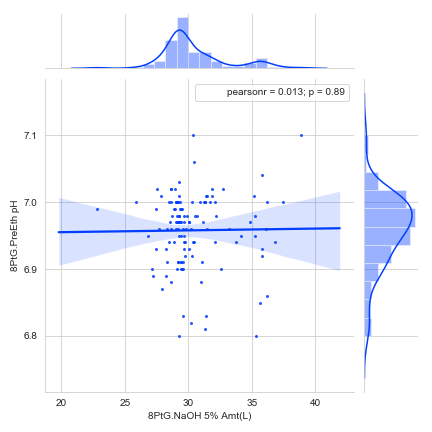 pearsonr = 0.013; p = 0.89
7.1
7.0
6.9
6.8
8PtG.PreEth pH
20 25 30 35 40
8PtG.NaOH 5% Amt(L)